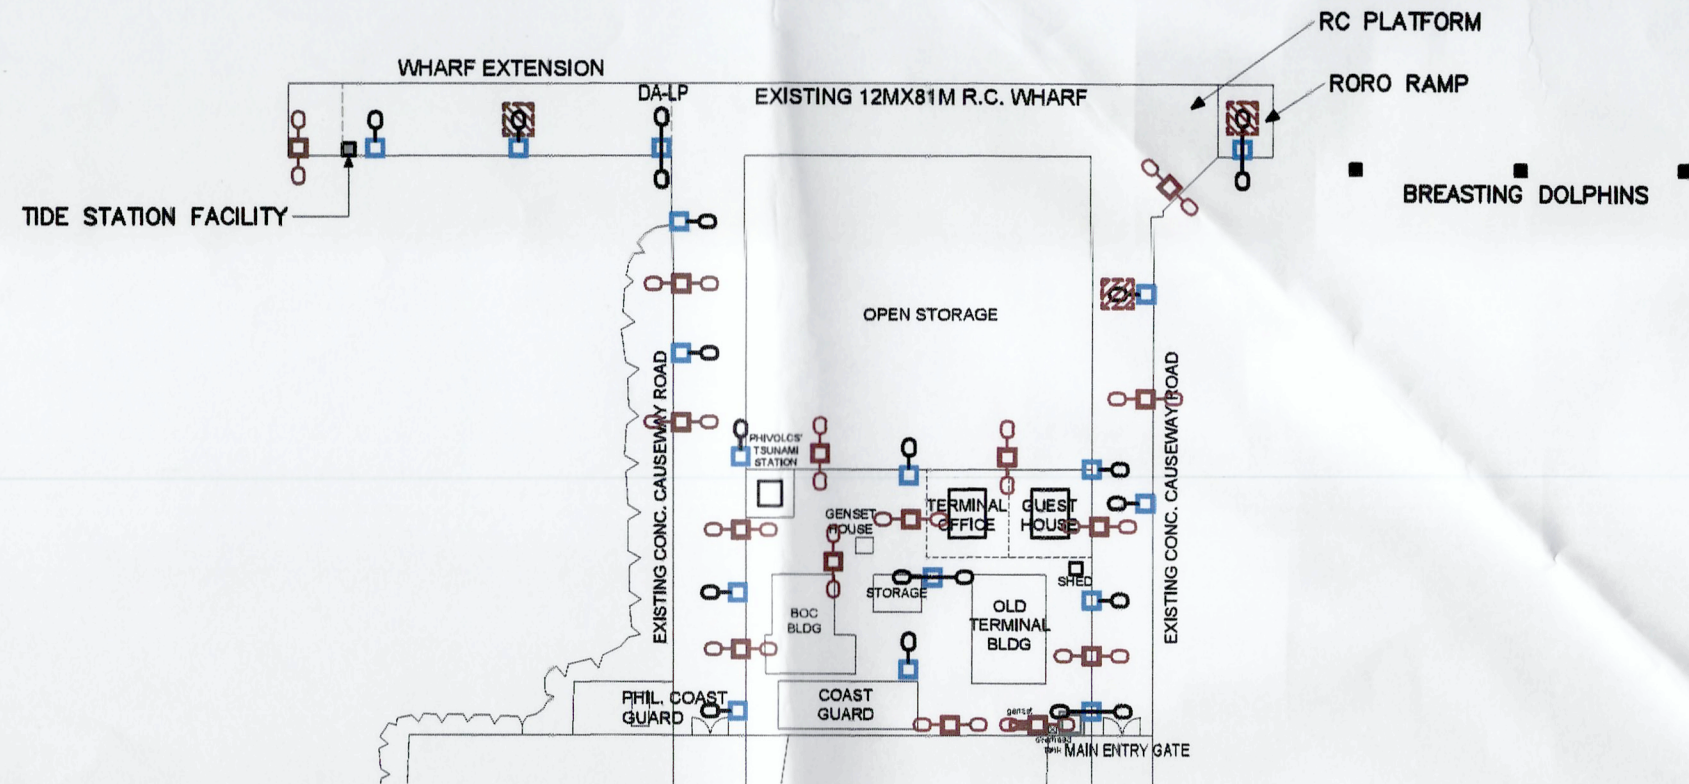 RC PLATFORM
WHARF EXTENSION
RORO RAMP
DA-LP
EXISTING 12MX81M R.C. WHARF
BREASTING DOLPHINS
TIDE STATION FACILITY
OPEN STORAGE
EXISTING CONC. CAUSEWAY ROAD
EXISTING CONC. CAUSEWAY ROAD
PHIVOLCS'
TSUNAMI
STATION
TERMINAL
OFFICE
GUEST
HOUSE
GENSET
HOUSE
SHED
STORAGE
BOC
BLDG
OLD
TERMINAL
BLDG
PHIL. COAST
GUARD
COAST
GUARD
genset
MAIN ENTRY GATE